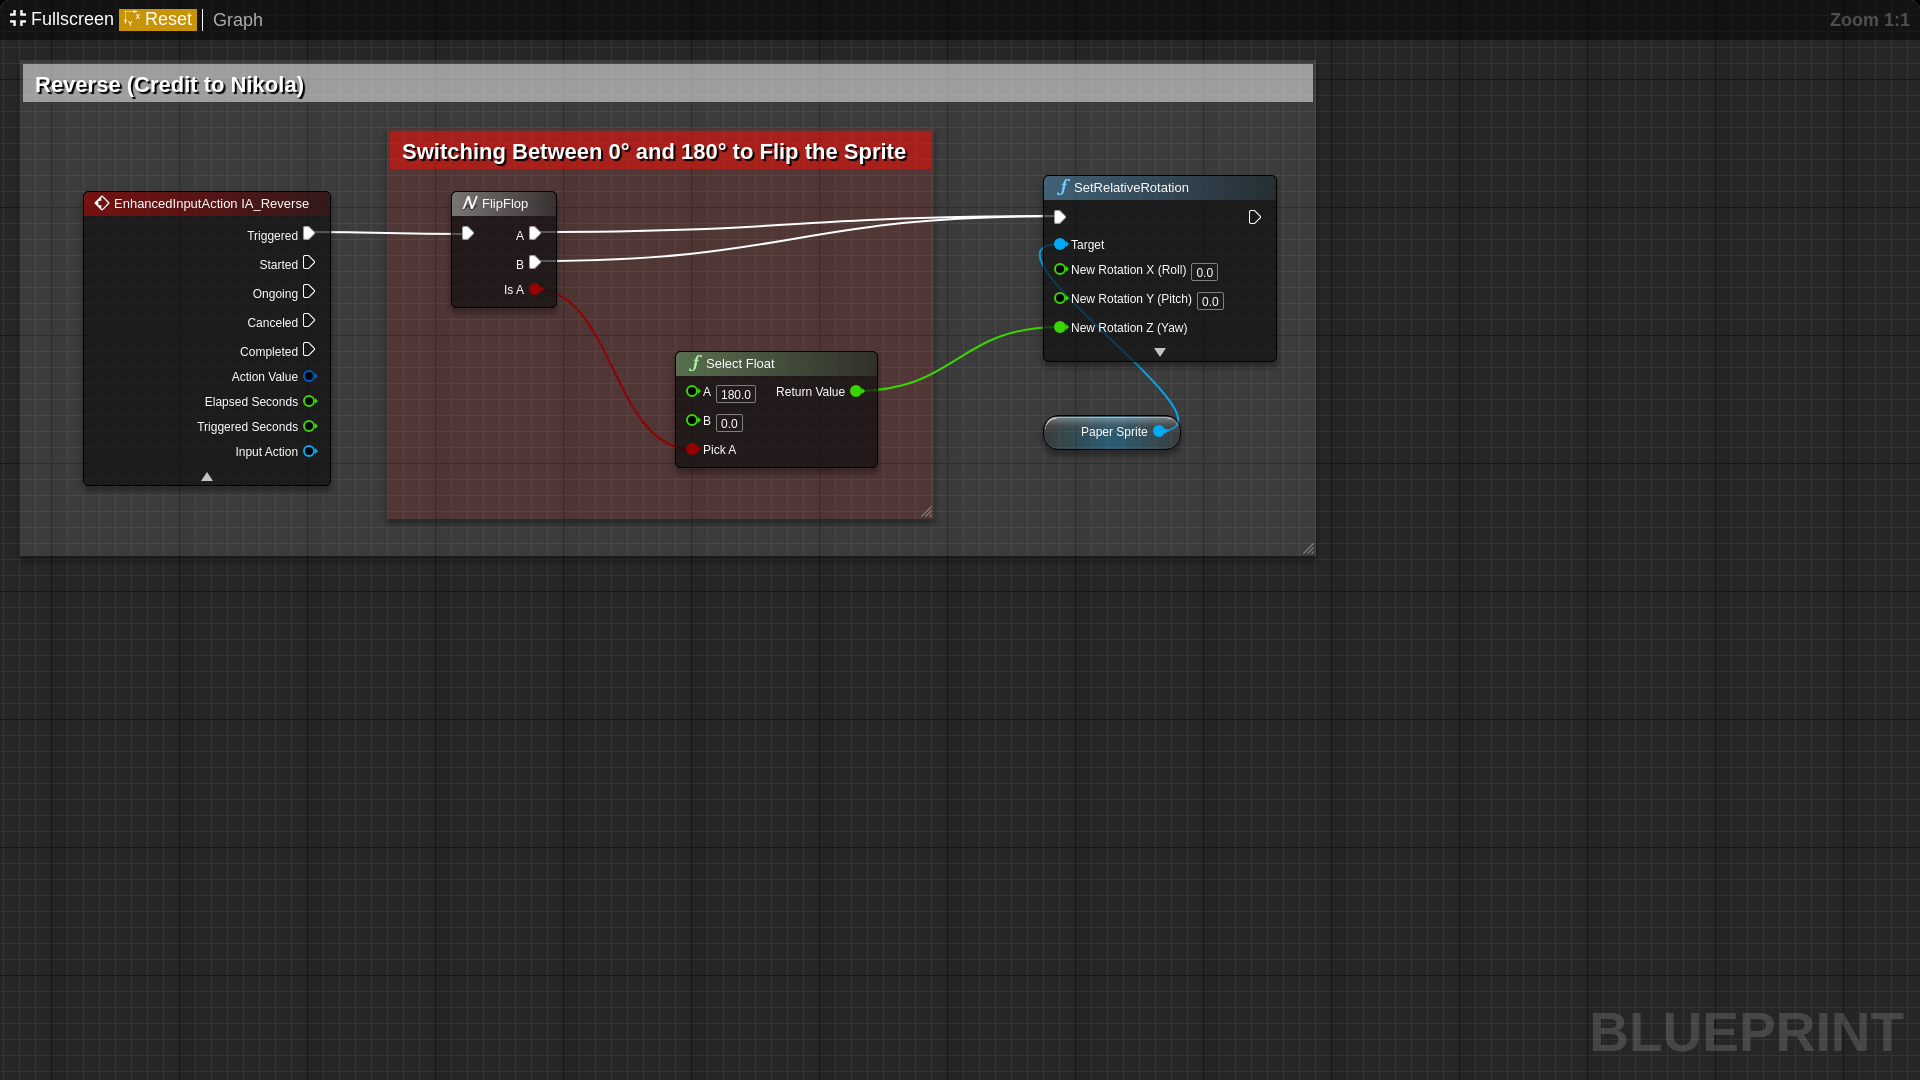 Fullscreen Reset Graph Zoom 1:1
Reverse (Credit to Nikola)
Switching Between 0° and 180° to Flip the Sprite
EnhancedInputAction IA_Reverse
Triggered
Started
Ongoing
Canceled
Completed
Action Value
Elapsed Seconds
Triggered Seconds
Input Action
FlipFlop
A
B
Is A
Select Float
A 180.0 Return Value
B 0.0
Pick A
SetRelativeRotation
Target
New Rotation X (Roll) 0.0
New Rotation Y (Pitch) 0.0
New Rotation Z (Yaw)
Paper Sprite
BLUEPRINT